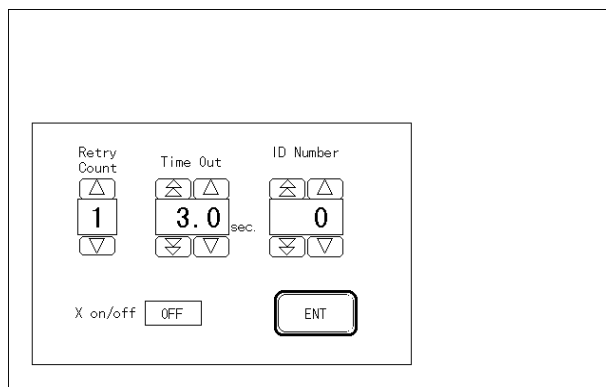 Retry
Count
Time Out
ID Number
1
3.0 sec.
0
X on/off OFF
ENT